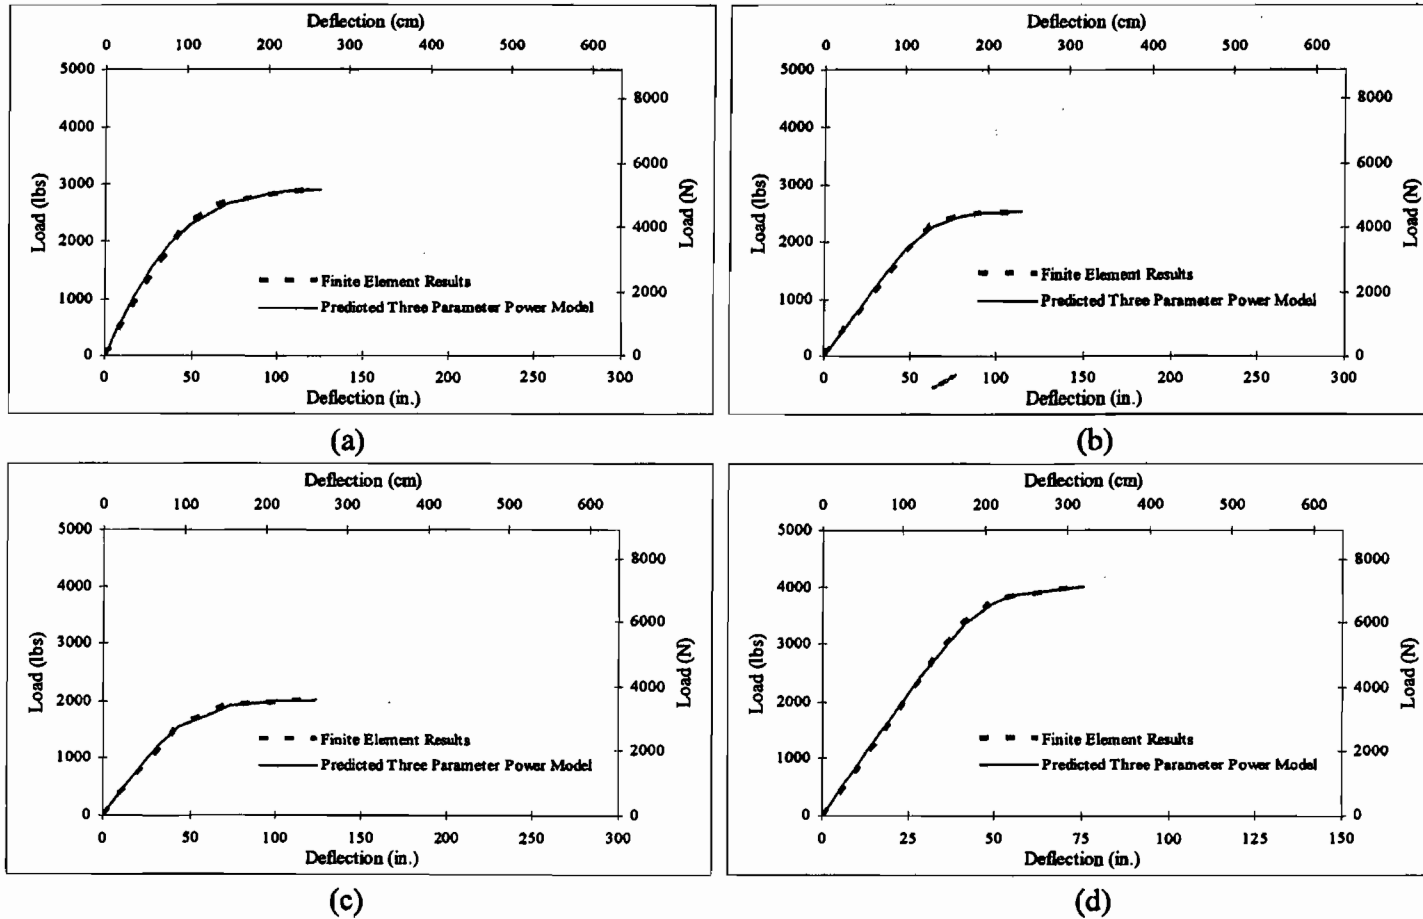 Deflection (cm)
0 100 200 300 400 500 600
5000
4000
3000
2000
1000
0
Load (lbs)
8000
6000
4000
2000
0
Load (N)
Finite Element Results
Predicted Three Parameter Power Model
0 50 100 150 200 250 300
Deflection (in.)
(a)
Deflection (cm)
0 100 200 300 400 500 600
5000
4000
3000
2000
1000
0
Load (lbs)
8000
6000
4000
2000
0
Load (N)
Finite Element Results
Predicted Three Parameter Power Model
0 50 100 150 200 250 300
Deflection (in.)
(b)
Deflection (cm)
0 100 200 300 400 500 600
5000
4000
3000
2000
1000
0
Load (lbs)
8000
6000
4000
2000
0
Load (N)
Finite Element Results
Predicted Three Parameter Power Model
0 50 100 150 200 250 300
Deflection (in.)
(c)
Deflection (cm)
0 100 200 300 400 500 600
5000
4000
3000
2000
1000
0
Load (lbs)
8000
6000
4000
2000
0
Load (N)
Finite Element Results
Predicted Three Parameter Power Model
0 25 50 75 100 125 150
Deflection (in.)
(d)